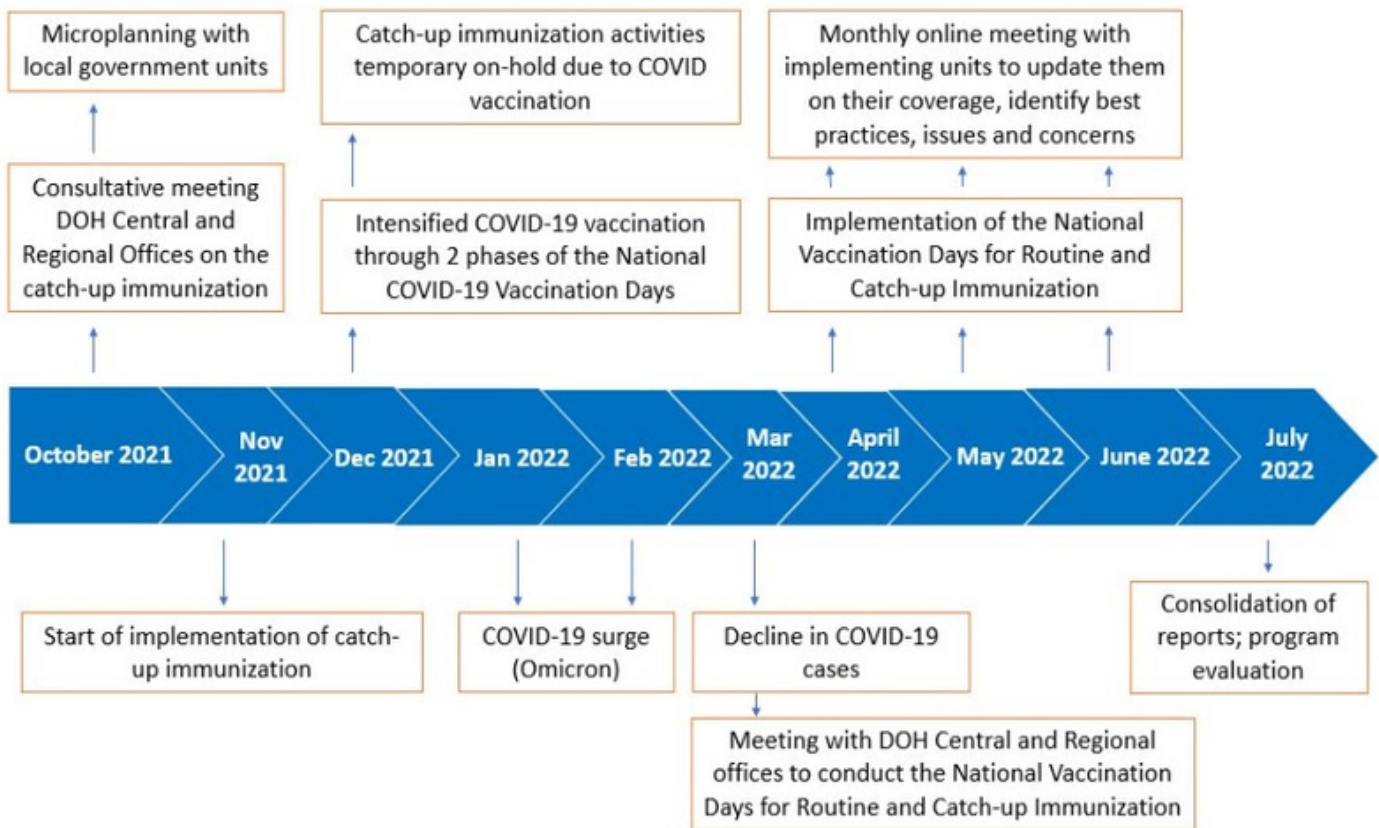 Microplanning with
local government units
Catch-up immunization activities
temporary on-hold due to COVID
vaccination
Monthly online meeting with
implementing units to update them
on their coverage, identify best
practices, issues and concerns
Consultative meeting
DOH Central and
Regional Offices on the
catch-up immunization
Intensified COVID-19 vaccination
through 2 phases of the National
COVID-19 Vaccination Days
Implementation of the National
Vaccination Days for Routine and
Catch-up Immunization
October 2021
Nov
2021
Dec 2021
Jan 2022
Feb 2022
Mar
2022
April
2022
May 2022
June 2022
July
2022
Start of implementation of catch-
up immunization
COVID-19 surge
(Omicron)
Decline in COVID-19
cases
Meeting with DOH Central and Regional
offices to conduct the National Vaccination
Days for Routine and Catch-up Immunization
Consolidation of
reports; program
evaluation